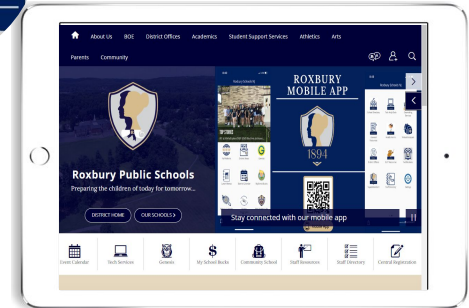 About Us BOE District Offices Academics Student Support Services Athletics Arts
Parents Community
Roxbury Public Schools
Preparing the children of today for tomorrow...
DISTRICT HOME OUR SCHOOLS >
TOP STORIES
ROXBURY
MOBILE APP
1894
Stay connected with our mobile app
Event Calendar Tech Services Genesis My School Bucks Community School Staff Resources Staff Directory Central Registration